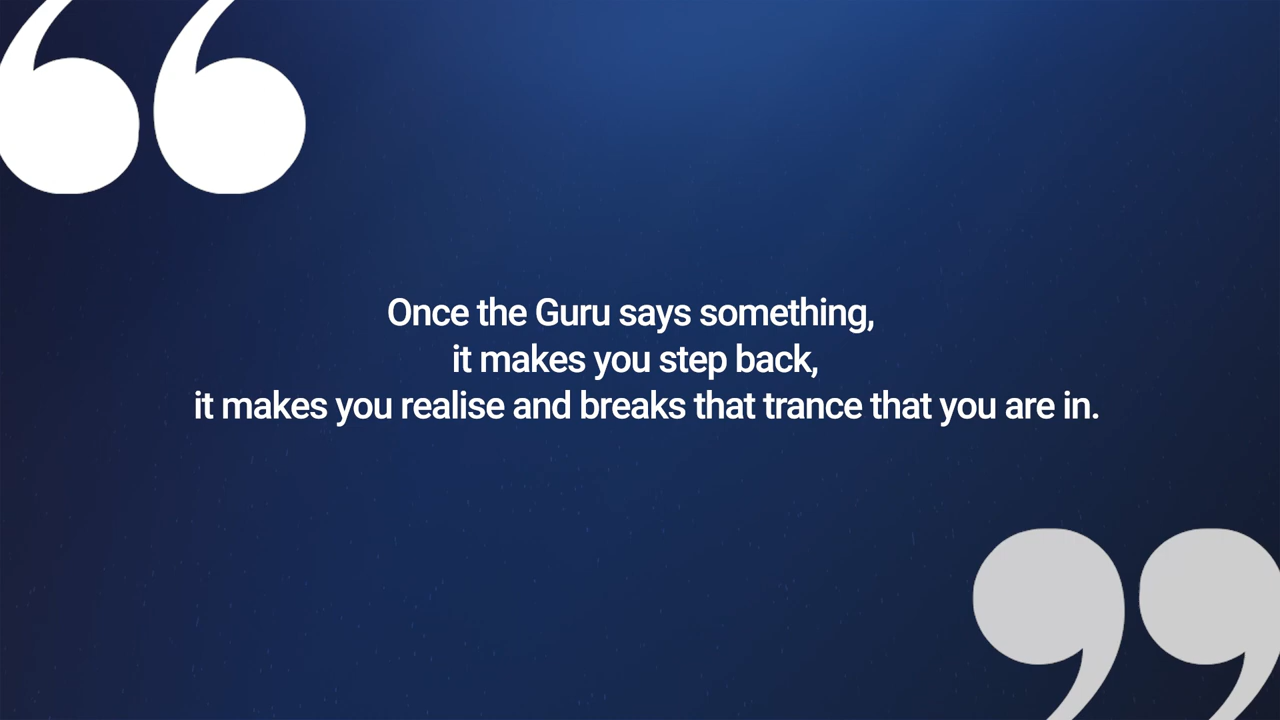 “
Once the Guru says something,
it makes you step back,
it makes you realise and breaks that trance that you are in.
”